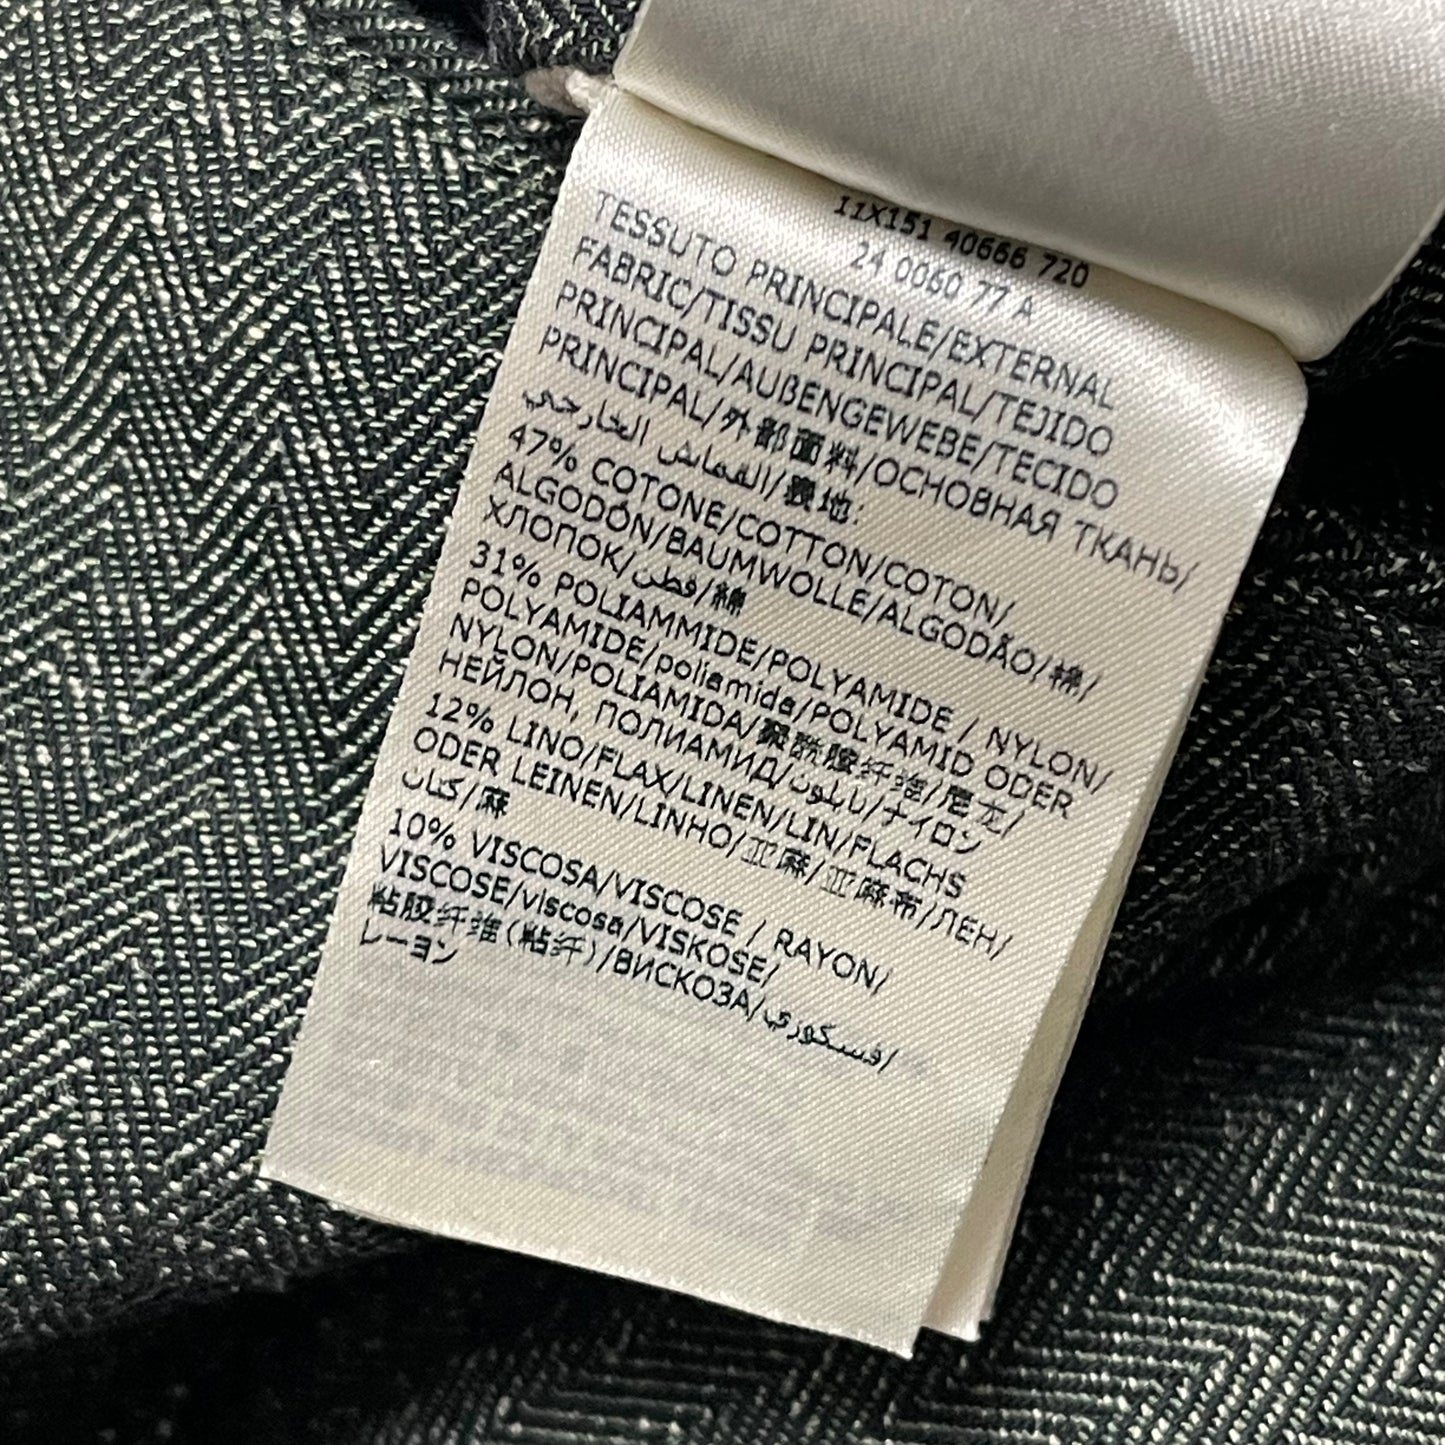 I1X151 40666 720
24 0060 77 A
TESSUTO PRINCIPALE/EXTERNAL
FABRIC/TISSU PRINCIPAL/TEJIDO
PRINCIPAL/AUßENGEWEBE/TECIDO
PRINCIPAL/外部面料/ОСНОВНАЯ ТКАНЬ/
القماش الخارجي/表地:
47% COTONE/COTTON/COTON/
ALGODÓN/BAUMWOLLE/ALGODÃO/棉/
ХЛОПОК/قطن/綿
31% POLIAMMIDE/POLYAMIDE / NYLON/
POLYAMIDE/poliamida/POLYAMID ODER
NYLON/POLIAMIDA/聚酰胺纤维/尼龙/
НЕЙЛОН, ПОЛИАМИД/نايلون/ナイロン
12% LINO/FLAX/LINEN/LIN/FLACHS
ODER LEINEN/LINHO/亚麻/亚麻布/ЛЕН/
كتان/麻
10% VISCOSA/VISCOSE / RAYON/
VISCOSE/viscosa/VISKOSE/
粘胶纤维(粘纤)/ВИСКОЗА/فسكوزي/
レーヨン